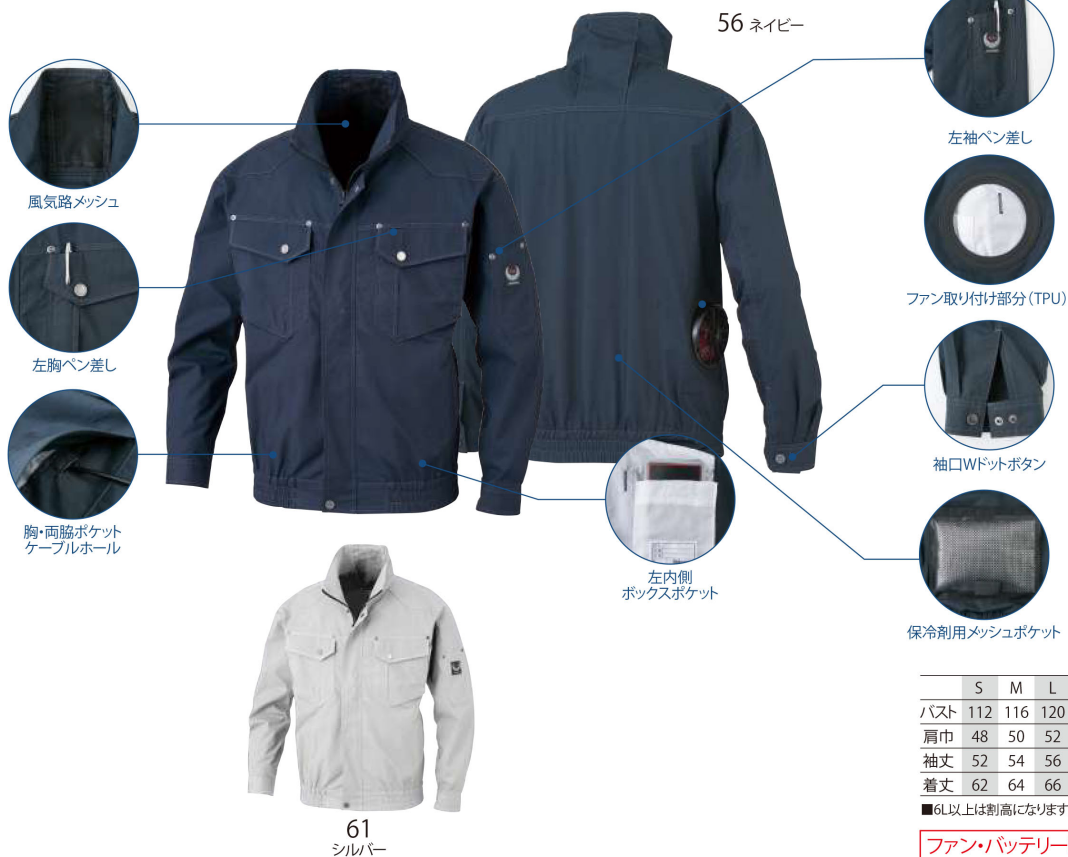 56 ネイビー
風気路メッシュ
左胸ペン差し
胸・両脇ポケット
ケーブルホール
左袖ペン差し
ファン取り付け部分(TPU)
袖口Wドットボタン
保冷剤用メッシュポケット
左内側
ボックスポケット
61
シルバー
S M L
バスト 112 116 120
肩巾 48 50 52
袖丈 52 54 56
着丈 62 64 66
■6L以上は割高になります
ファン・バッテリー